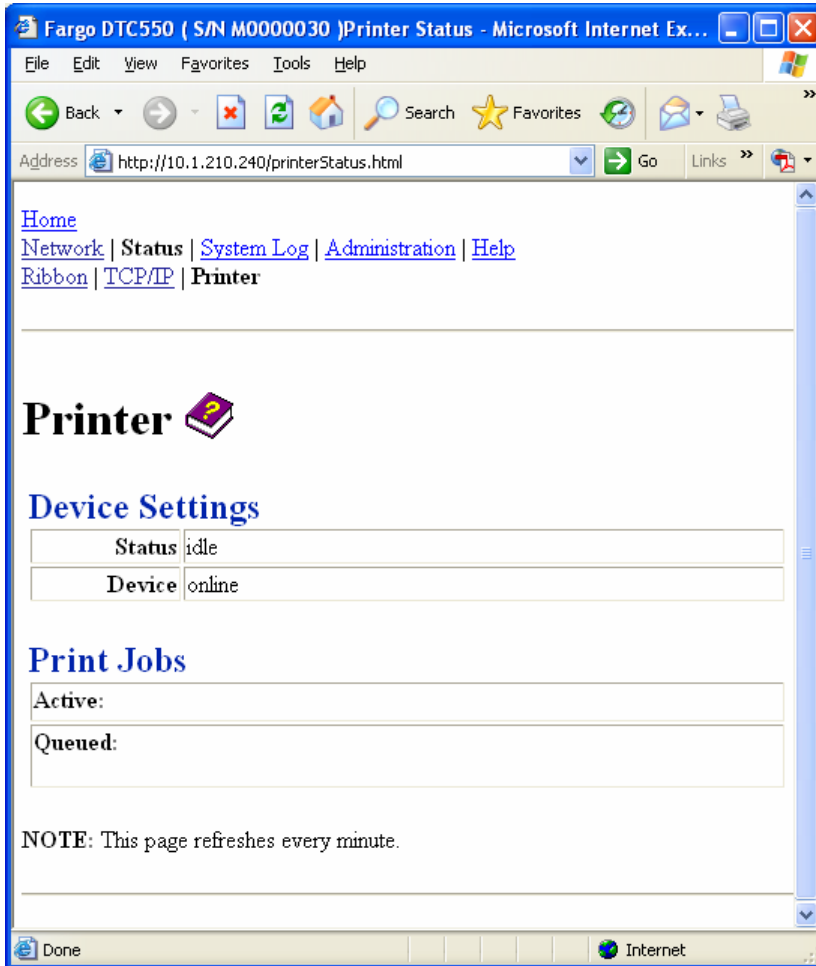 Fargo DTC550 ( S/N M0000030 )Printer Status - Microsoft Internet Ex...
File Edit View Favorites Tools Help
Back Search Favorites »
Address http://10.1.210.240/printerStatus.html Go Links »
Home
Network | Status | System Log | Administration | Help
Ribbon | TCP/IP | Printer
Printer ?
Device Settings
Status idle
Device online
Print Jobs
Active:
Queued:
NOTE: This page refreshes every minute.
Done Internet